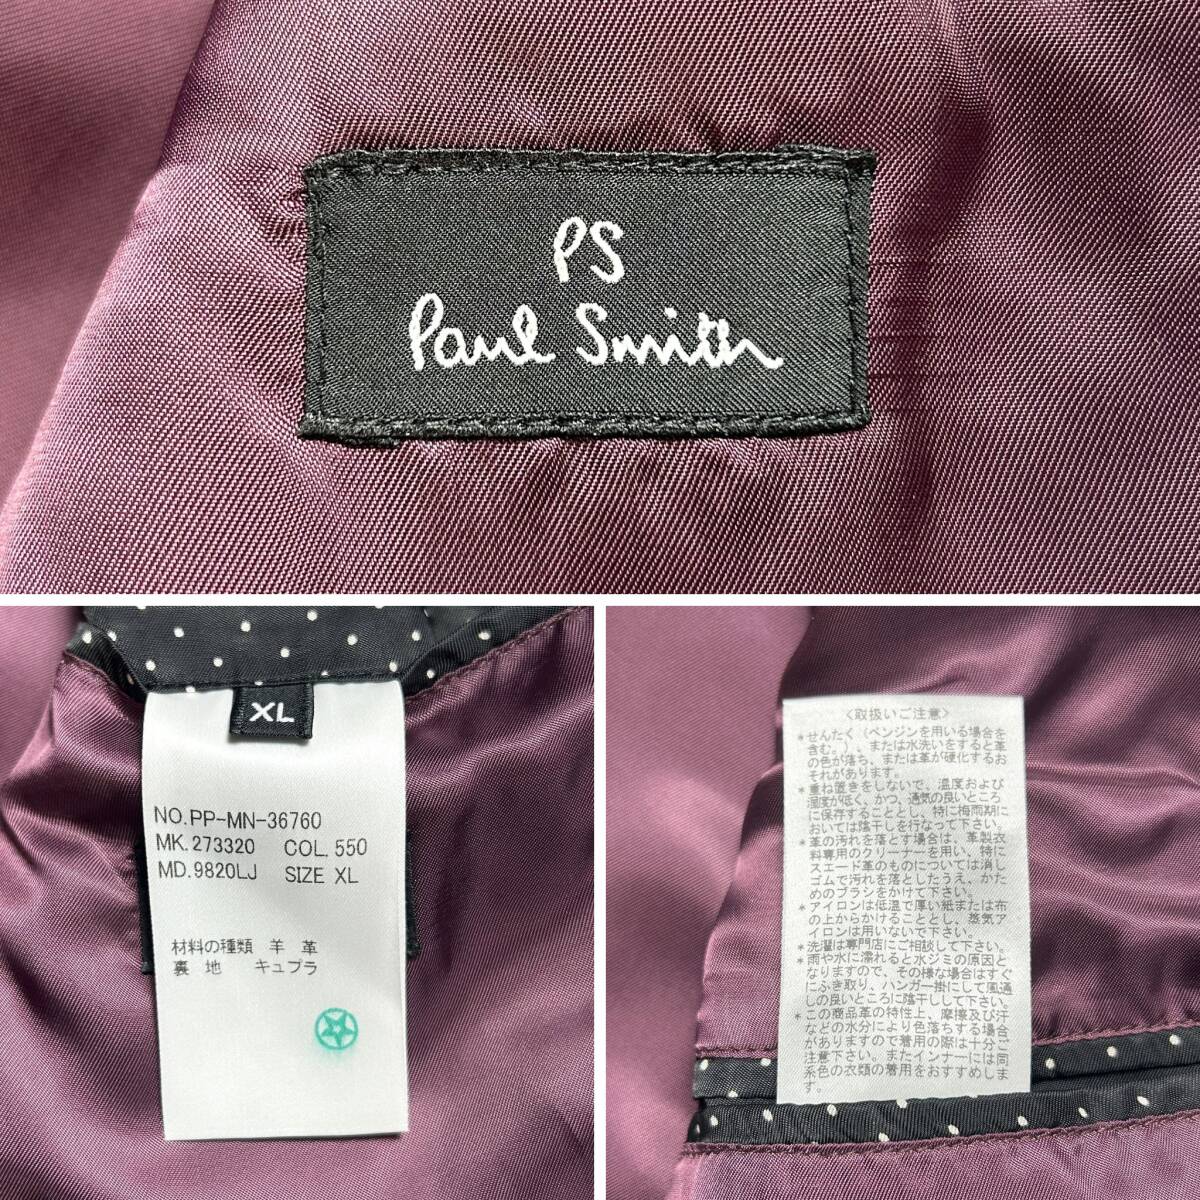 PS
Paul Smith
XL
NO.PP-MN-36760
MK.273320 COL.550
MD.9820LJ SIZE XL
材料の種類 羊 革
裏 地 キュプラ
<取扱いご注意>
*せんたく（ベンジンを用いる場合を
含む。）、または水洗いをすると革
の色が落ち、または革が硬化するお
それがあります。
*重ね置きをしないで、温度および
湿度が低く、かつ、通気の良いところ
に保存することとし、特に梅雨期に
おいては陰干しを行なって下さい。
*革の汚れを落とす場合は、革製衣
料専用のクリーナーを用い、特に
スエード革のものについては消し
ゴムで汚れを落としたうえ、かため
のブラシをかけて下さい。
*アイロンは低温で厚い紙または布
の上からかけることとし、蒸気ア
イロンは用いないで下さい。
*洗濯は専門店にご相談して下さい。
*雨や水に濡れると水ジミの原因と
なりますので、その様な場合はすぐ
にふき取り、ハンガー掛にして風通
しの良いところに陰干しして下さい。
*この商品革の特性上、摩擦及び汗
などの水分により色落ちする場合
がありますので着用の際は十分ご
注意下さい。またインナーには同
系色の衣類の着用をおすすめしま
す。